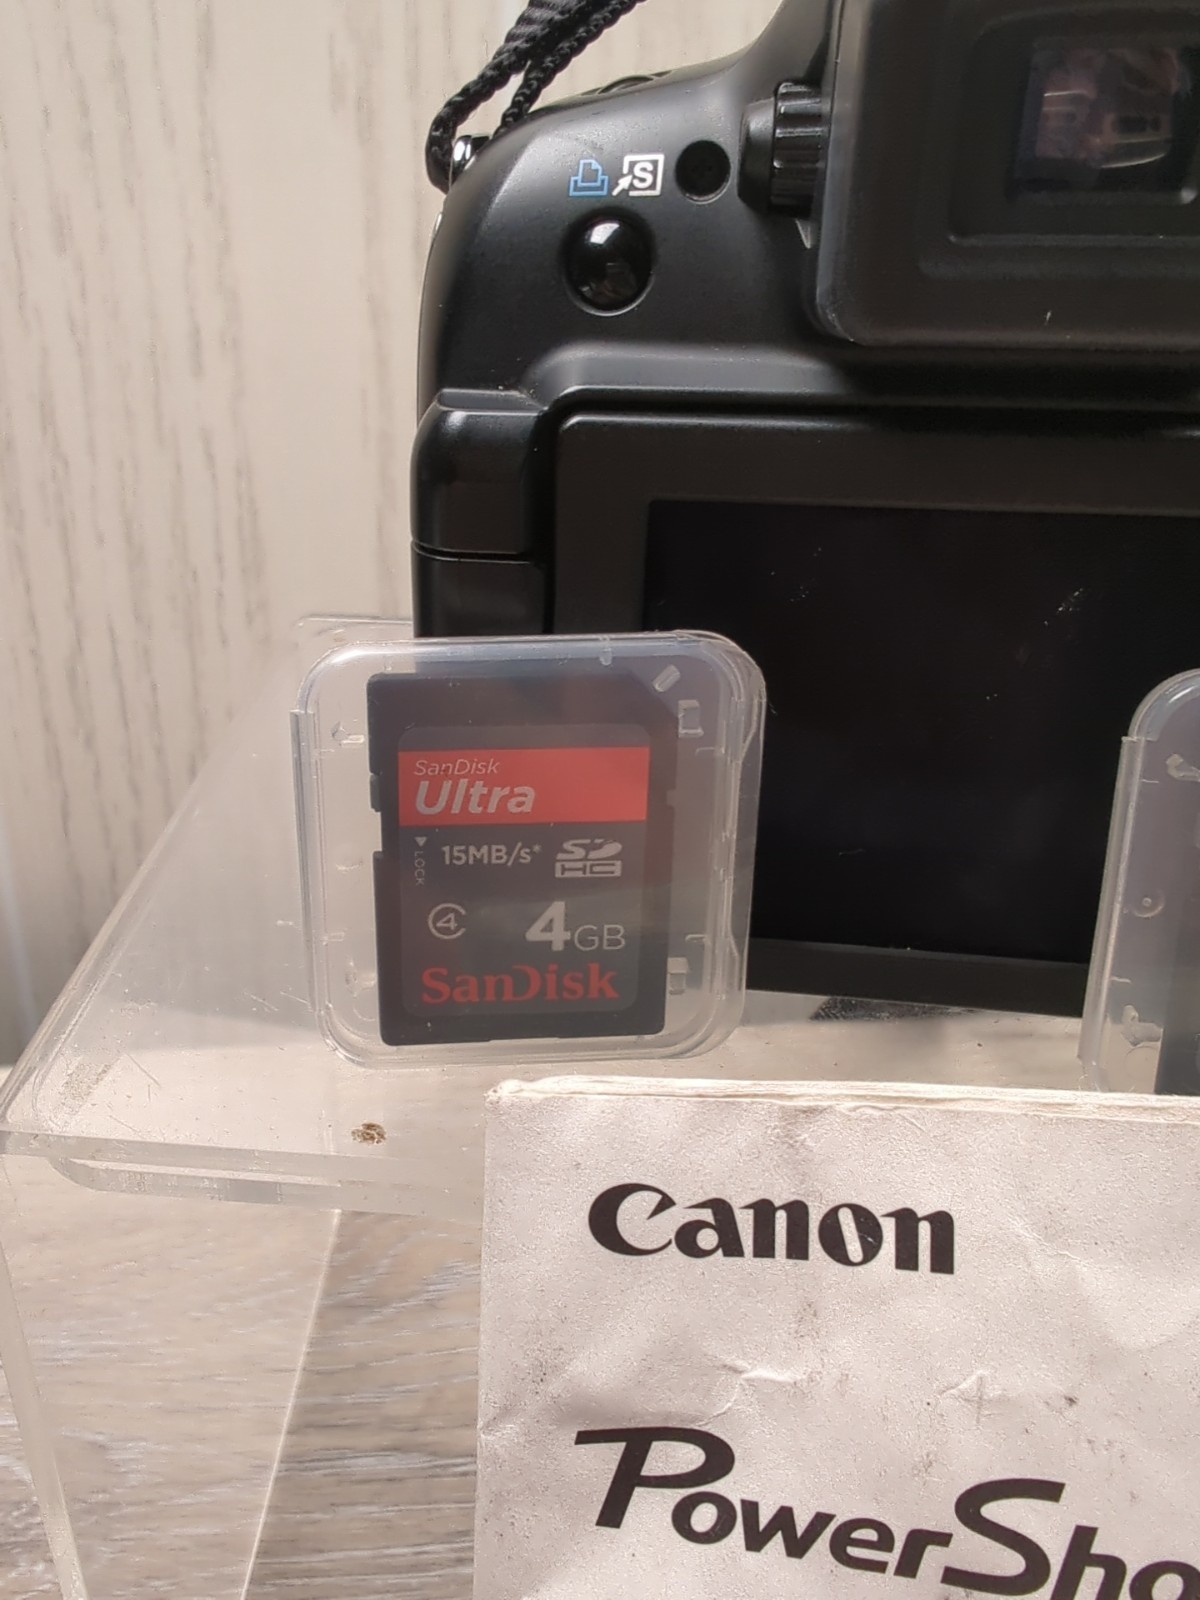 S
SanDisk
Ultra
LOCK
15MB/s*
SD
HC
4
4GB
SanDisk
Canon
PowerSho